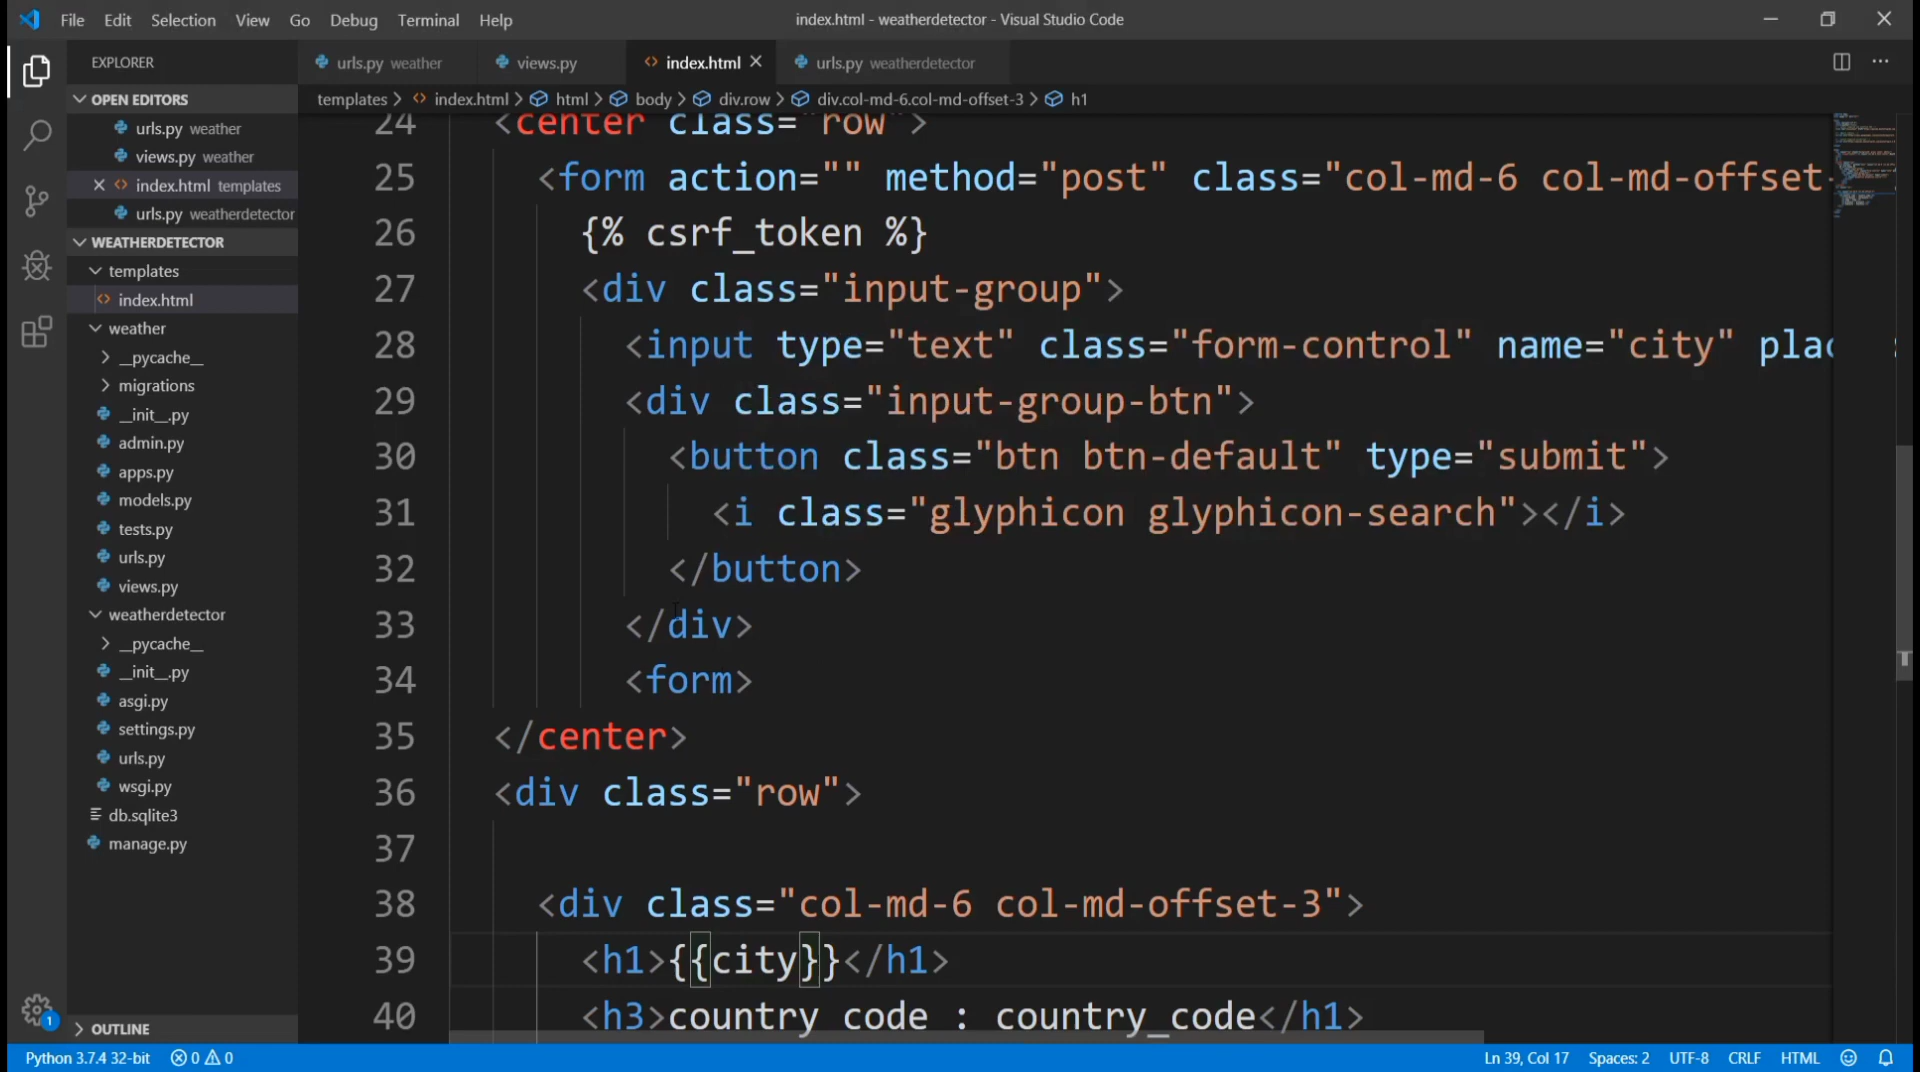 File Edit Selection View Go Debug Terminal Help index.html - weatherdetector - Visual Studio Code
EXPLORER
urls.py weather views.py index.html urls.py weatherdetector
OPEN EDITORS
urls.py weather
views.py weather
index.html templates
urls.py weatherdetector
WEATHERDETECTOR
templates
index.html
weather
__pycache__
migrations
__init__.py
admin.py
apps.py
models.py
tests.py
urls.py
views.py
weatherdetector
__pycache__
__init__.py
asgi.py
settings.py
urls.py
wsgi.py
db.sqlite3
manage.py
OUTLINE
templates > index.html > html > body > div.row > div.col-md-6.col-md-offset-3 > h1
24 <center class="row">
25 <form action="" method="post" class="col-md-6 col-md-offset-
26 {% csrf_token %}
27 <div class="input-group">
28 <input type="text" class="form-control" name="city" plac
29 <div class="input-group-btn">
30 <button class="btn btn-default" type="submit">
31 <i class="glyphicon glyphicon-search"></i>
32 </button>
33 </div>
34 <form>
35 </center>
36 <div class="row">
37
38 <div class="col-md-6 col-md-offset-3">
39 <h1>{{city}}</h1>
40 <h3>country code : country_code</h1>
1
Python 3.7.4 32-bit 0 0 Ln 39, Col 17 Spaces: 2 UTF-8 CRLF HTML